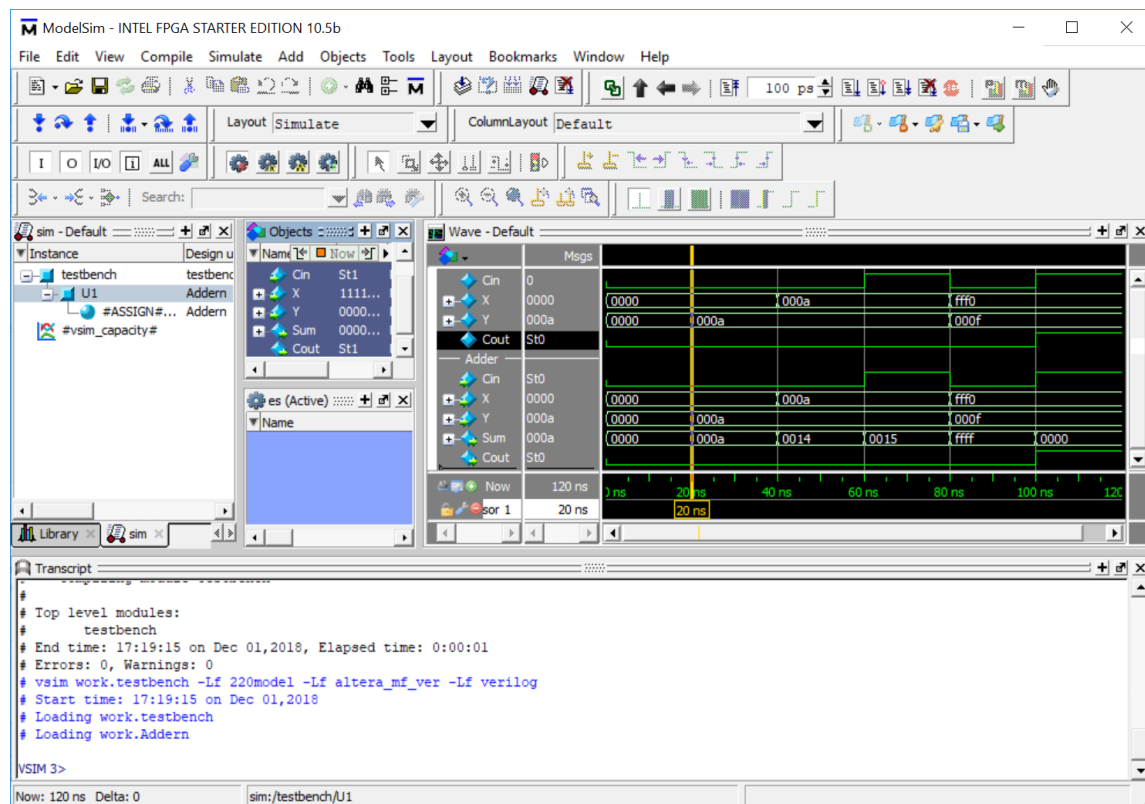 ModelSim - INTEL FPGA STARTER EDITION 10.5b
File Edit View Compile Simulate Add Objects Tools Layout Bookmarks Window Help
100 ps
Layout Simulate ColumnLayout Default
I O I/O ALL
Search:
sim - Default
Instance Design u
testbench testbenc
U1 Addern
#ASSIGN#... Addern
#vsim_capacity#
Library sim
Objects
Name Now
Cin St1
X 1111...
Y 0000...
Sum 0000...
Cout St1
es (Active)
Name
Wave - Default
Msgs
Cin 0
X 0000 0000 000a fff0
Y 000a 0000 000a 000f
Cout St0
Adder
Cin St0
X 0000 0000 000a fff0
Y 000a 0000 000a 000f
Sum 000a 0000 000a 0014 0015 ffff 0000
Cout St0
Now 120 ns ns 20 ns 40 ns 60 ns 80 ns 100 ns 120
sor 1 20 ns 20 ns
Transcript
#
# Top level modules:
# testbench
# End time: 17:19:15 on Dec 01,2018, Elapsed time: 0:00:01
# Errors: 0, Warnings: 0
# vsim work.testbench -Lf 220model -Lf altera_mf_ver -Lf verilog
# Start time: 17:19:15 on Dec 01,2018
# Loading work.testbench
# Loading work.Addern
VSIM 3>
Now: 120 ns Delta: 0 sim:/testbench/U1